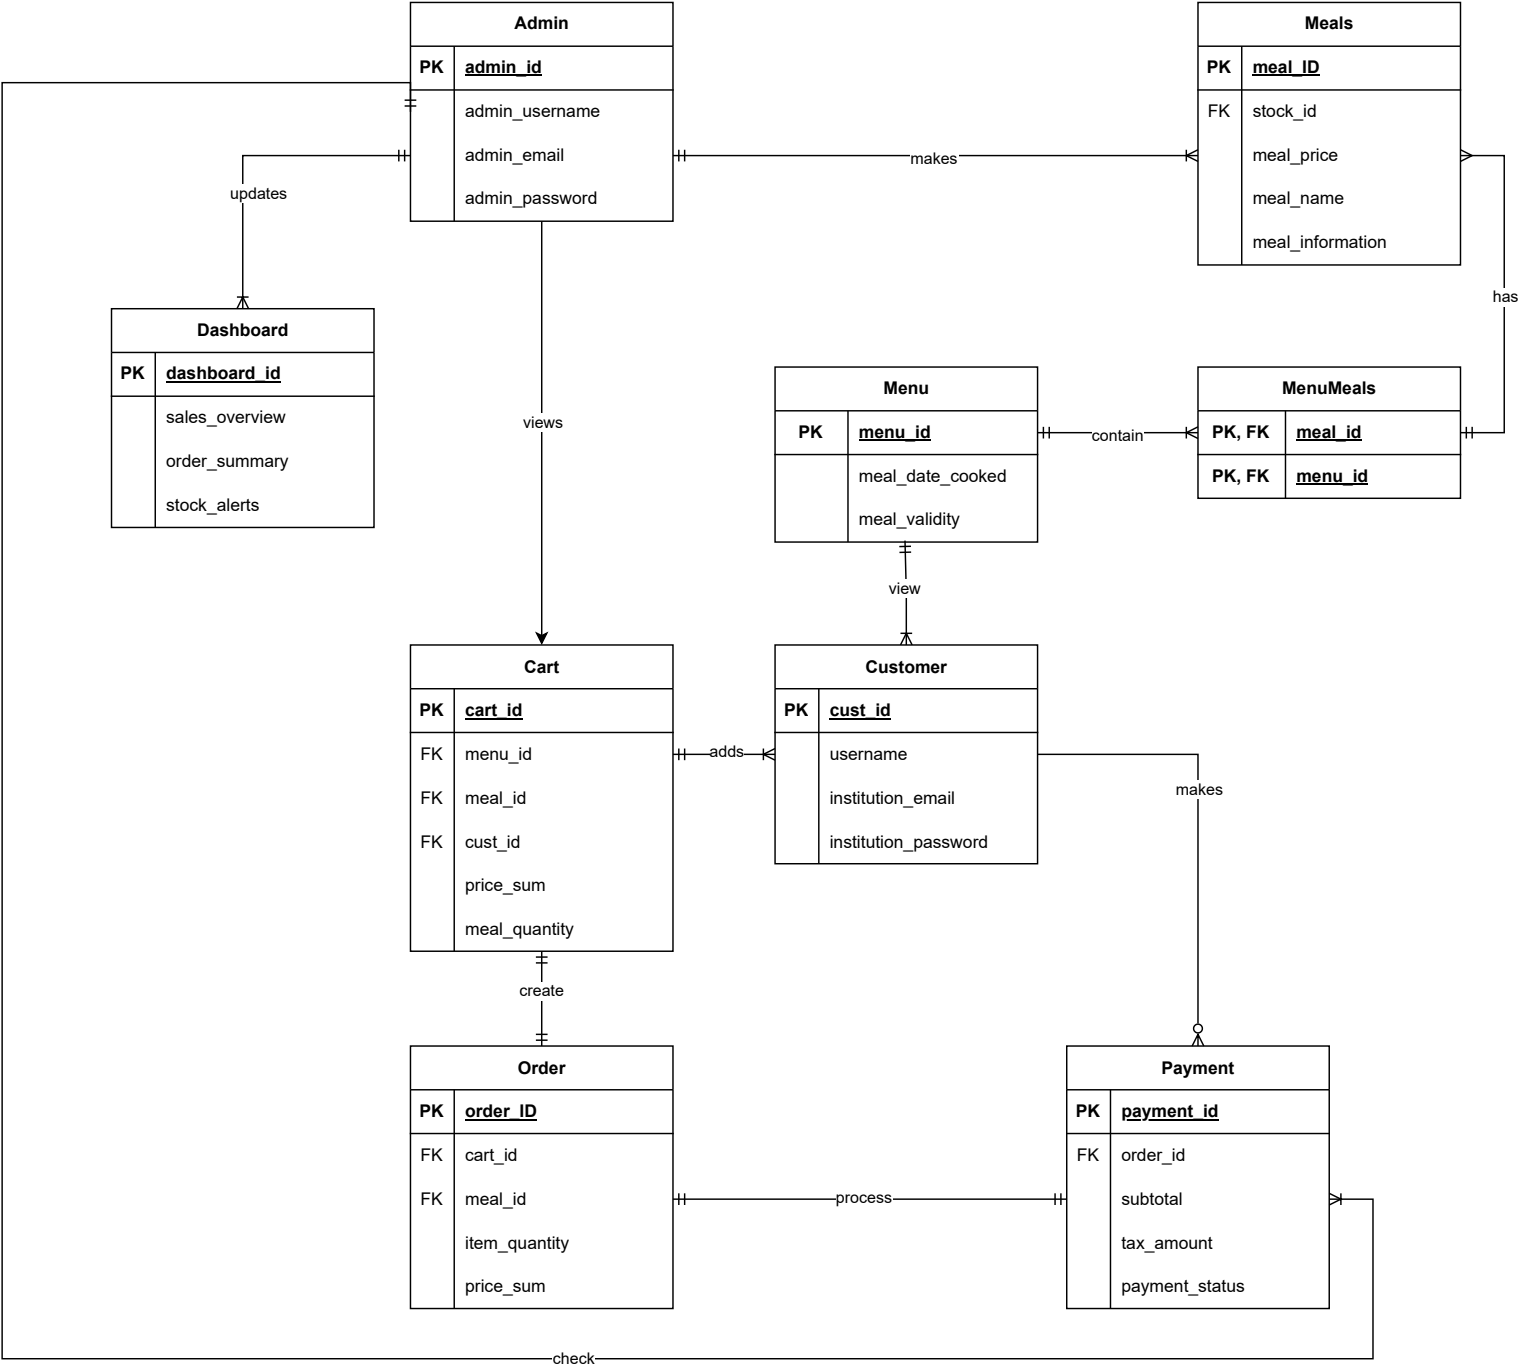 Admin
PK admin_id
admin_username
admin_email
admin_password
Meals
PK meal_ID
FK stock_id
meal_price
meal_name
meal_information
makes
updates
has
Dashboard
PK dashboard_id
sales_overview
order_summary
stock_alerts
views
Menu
PK menu_id
meal_date_cooked
meal_validity
contain
MenuMeals
PK, FK meal_id
PK, FK menu_id
view
Cart
PK cart_id
FK menu_id
FK meal_id
FK cust_id
price_sum
meal_quantity
adds
Customer
PK cust_id
username
institution_email
institution_password
makes
create
Order
PK order_ID
FK cart_id
FK meal_id
item_quantity
price_sum
process
Payment
PK payment_id
FK order_id
subtotal
tax_amount
payment_status
check